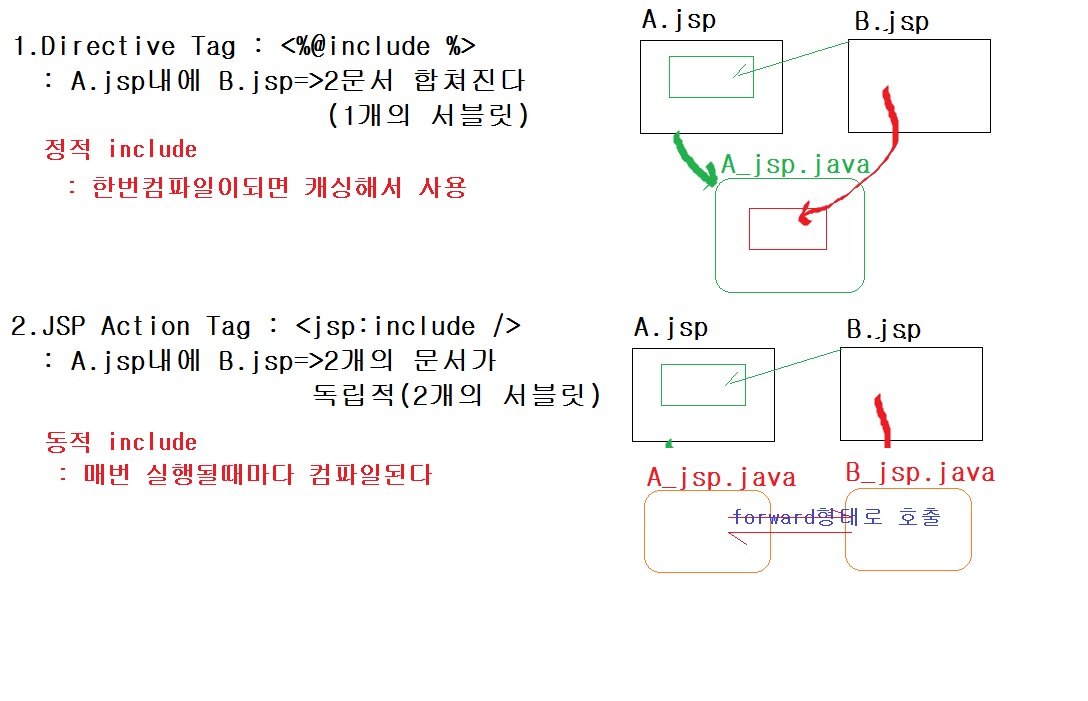 1.Directive Tag : <%@include %>
: A.jsp내에 B.jsp=>2문서 합쳐진다
(1개의 서블릿)
정적 include
: 한번컴파일이되면 캐싱해서 사용
A.jsp
B.jsp
A_jsp.java
2.JSP Action Tag : <jsp:include />
: A.jsp내에 B.jsp=>2개의 문서가
독립적(2개의 서블릿)
동적 include
: 매번 실행될때마다 컴파일된다
A.jsp
B.jsp
A_jsp.java
B_jsp.java
forward형태로 호출